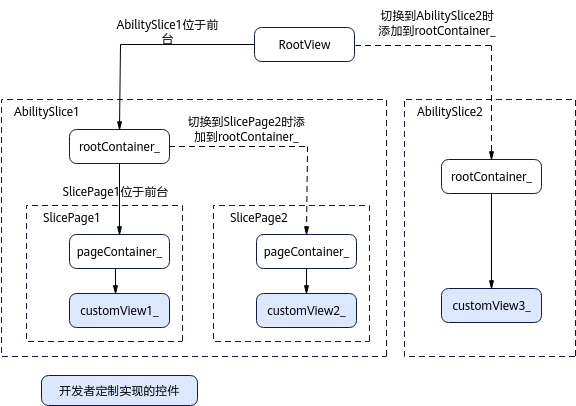 AbilitySlice1位于前
台
RootView
切换到AbilitySlice2时
添加到rootContainer_
AbilitySlice1
AbilitySlice2
rootContainer_
切换到SlicePage2时添
加到rootContainer_
rootContainer_
SlicePage1位于前台
SlicePage1
SlicePage2
pageContainer_
pageContainer_
customView1_
customView2_
customView3_
开发者定制实现的控件